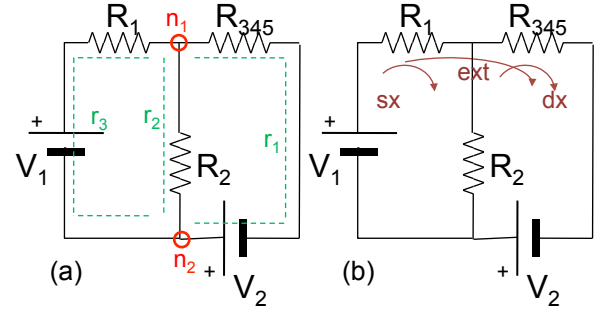 R1 n1 R345
+
r3 r2 r1
V1 R2
(a) n2 + V2
R1 R345
ext
sx dx
+
V1 R2
(b) + V2